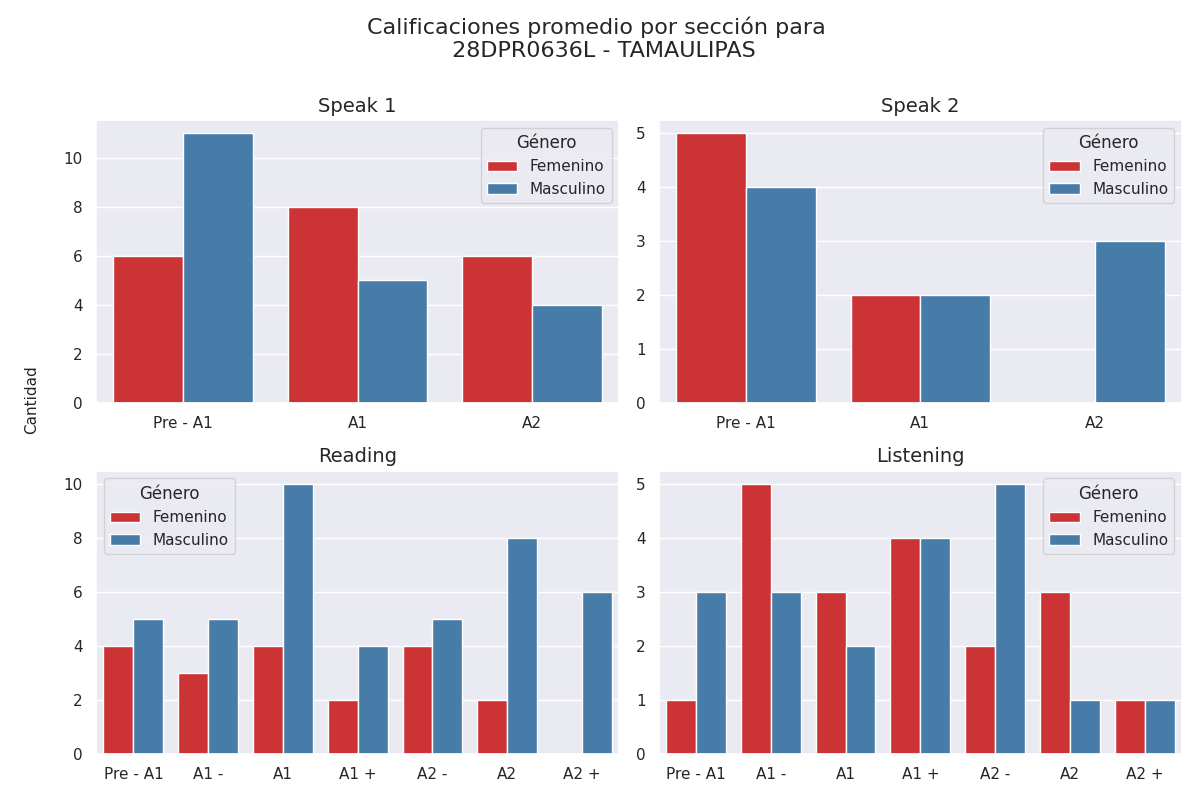 Calificaciones promedio por sección para
28DPR0636L - TAMAULIPAS
Cantidad
Speak 1
Género
Femenino
Masculino
10
8
6
4
2
0
Pre - A1 A1 A2
Speak 2
Género
Femenino
Masculino
5
4
3
2
1
0
Pre - A1 A1 A2
Reading
Género
Femenino
Masculino
10
8
6
4
2
0
Pre - A1 A1 - A1 A1 + A2 - A2 A2 +
Listening
Género
Femenino
Masculino
5
4
3
2
1
0
Pre - A1 A1 - A1 A1 + A2 - A2 A2 +